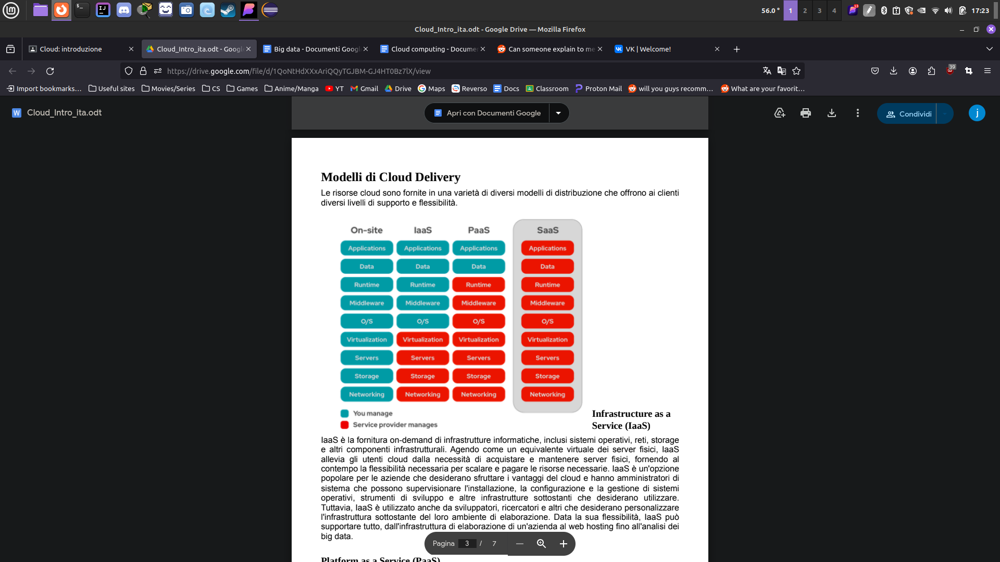 56.0 °
1
2
3
4
13
17:23
Cloud_Intro_ita.odt - Google Drive — Mozilla Firefox
Cloud: introduzione
Cloud_Intro_ita.odt - Googl
Big data - Documenti Googl
Cloud computing - Docume
Can someone explain to me
VK | Welcome!
https://drive.google.com/file/d/1QoNtHdXXxAriQQyTGJBM-GJ4HT0Bz7lX/view
39
Import bookmarks...
Useful sites
Movies/Series
CS
Games
Anime/Manga
YT
Gmail
Drive
Maps
Reverso
Docs
Classroom
Proton Mail
will you guys recomm...
What are your favorit...
Cloud_Intro_ita.odt
Apri con Documenti Google
Condividi
j
Modelli di Cloud Delivery
Le risorse cloud sono fornite in una varietà di diversi modelli di distribuzione che offrono ai clienti
diversi livelli di supporto e flessibilità.
On-site IaaS PaaS SaaS
Applications Applications Applications Applications
Data Data Data Data
Runtime Runtime Runtime Runtime
Middleware Middleware Middleware Middleware
O/S O/S O/S O/S
Virtualization Virtualization Virtualization Virtualization
Servers Servers Servers Servers
Storage Storage Storage Storage
Networking Networking Networking Networking
You manage
Service provider manages
Infrastructure as a
Service (IaaS)
IaaS è la fornitura on-demand di infrastrutture informatiche, inclusi sistemi operativi, reti, storage
e altri componenti infrastrutturali. Agendo come un equivalente virtuale dei server fisici, IaaS
allevia gli utenti cloud dalla necessità di acquistare e mantenere server fisici, fornendo al
contempo la flessibilità necessaria per scalare e pagare le risorse necessarie. IaaS è un'opzione
popolare per le aziende che desiderano sfruttare i vantaggi del cloud e hanno amministratori di
sistema che possono supervisionare l'installazione, la configurazione e la gestione di sistemi
operativi, strumenti di sviluppo e altre infrastrutture sottostanti che desiderano utilizzare.
Tuttavia, IaaS è utilizzato anche da sviluppatori, ricercatori e altri che desiderano personalizzare
l'infrastruttura sottostante del loro ambiente di elaborazione. Data la sua flessibilità, IaaS può
supportare tutto, dall'infrastruttura di elaborazione di un'azienda al web hosting fino all'analisi dei
big data.
Pagina 3 / 7
Platform as a Service (PaaS)